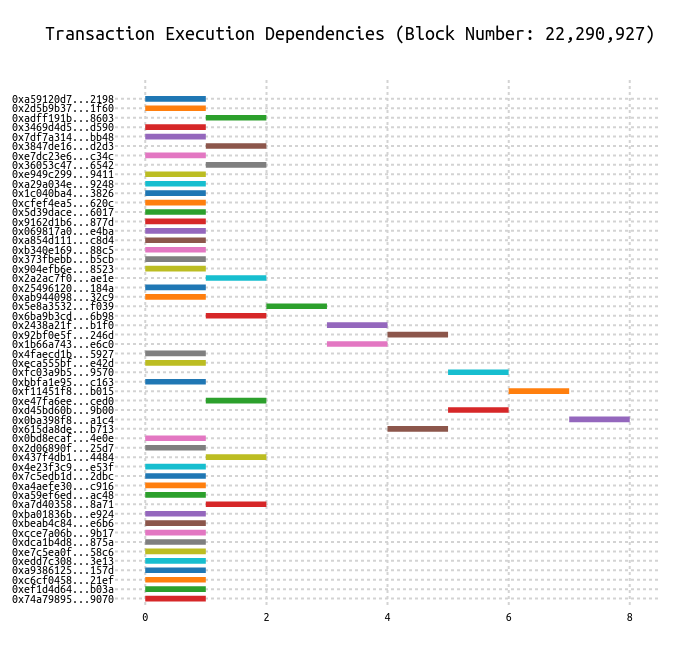 Transaction Execution Dependencies (Block Number: 22,290,927)
0xa59120d7...2198
0x2d5b9b37...1f60
0xadff191b...8603
0x3469d4d5...d590
0x7df7a314...bb48
0x3847de16...d2d3
0xe7dc23e6...c34c
0x36053c47...6542
0xe949c299...9411
0xa29a034e...9248
0x1c040ba4...3826
0xcfef4ea5...620c
0x5d39dace...6017
0x9162d1b6...877d
0x069817a0...e4ba
0xa854d111...c8d4
0xb340e169...88c5
0x373fbebb...b5cb
0x904efb6e...8523
0x2a2ac7f0...ae1e
0x25496120...184a
0xab944098...32c9
0x5e8a3532...f039
0x6ba9b3cd...6b98
0x2438a21f...b1f0
0x92bf0e5f...246d
0x1b66a743...e6c0
0x4faecd1b...5927
0xeca555bf...e42d
0xfc03a9b5...9570
0xbbfa1e95...c163
0xf11451f8...b015
0xe47fa6ee...ced0
0xd45bd60b...9b00
0x0ba398f8...a1c4
0x615da8de...b713
0x0bd8ecaf...4e0e
0x2d06890f...25d7
0x437f4db1...4484
0x4e23f3c9...e53f
0x7c5edb1d...2dbc
0xa4aefe30...c916
0xa59ef6ed...ac48
0xa7d40358...8a71
0xba01836b...e924
0xbeab4c84...e6b6
0xcce7a06b...9b17
0xdca1b4d8...875a
0xe7c5ea0f...58c6
0xedd7c308...3e13
0xa9386125...157d
0xc6cf0458...21ef
0xef1d4d64...b03a
0x74a79895...9070
0 2 4 6 8